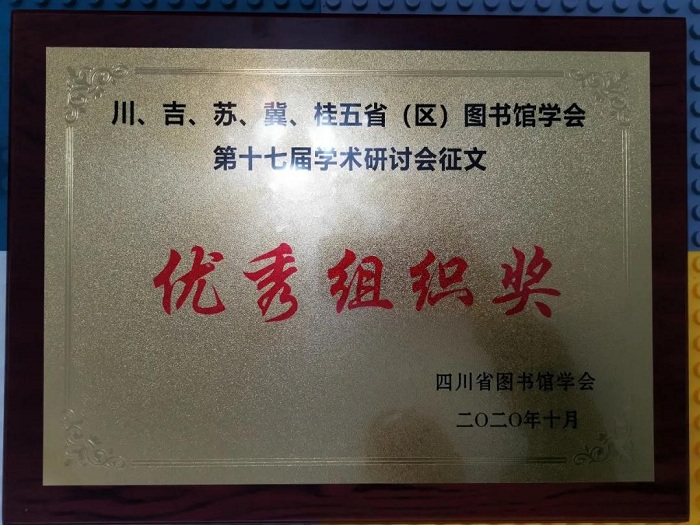 川、吉、苏、冀、桂五省（区）图书馆学会
第十七届学术研讨会征文
优秀组织奖
四川省图书馆学会
二〇二〇年十月